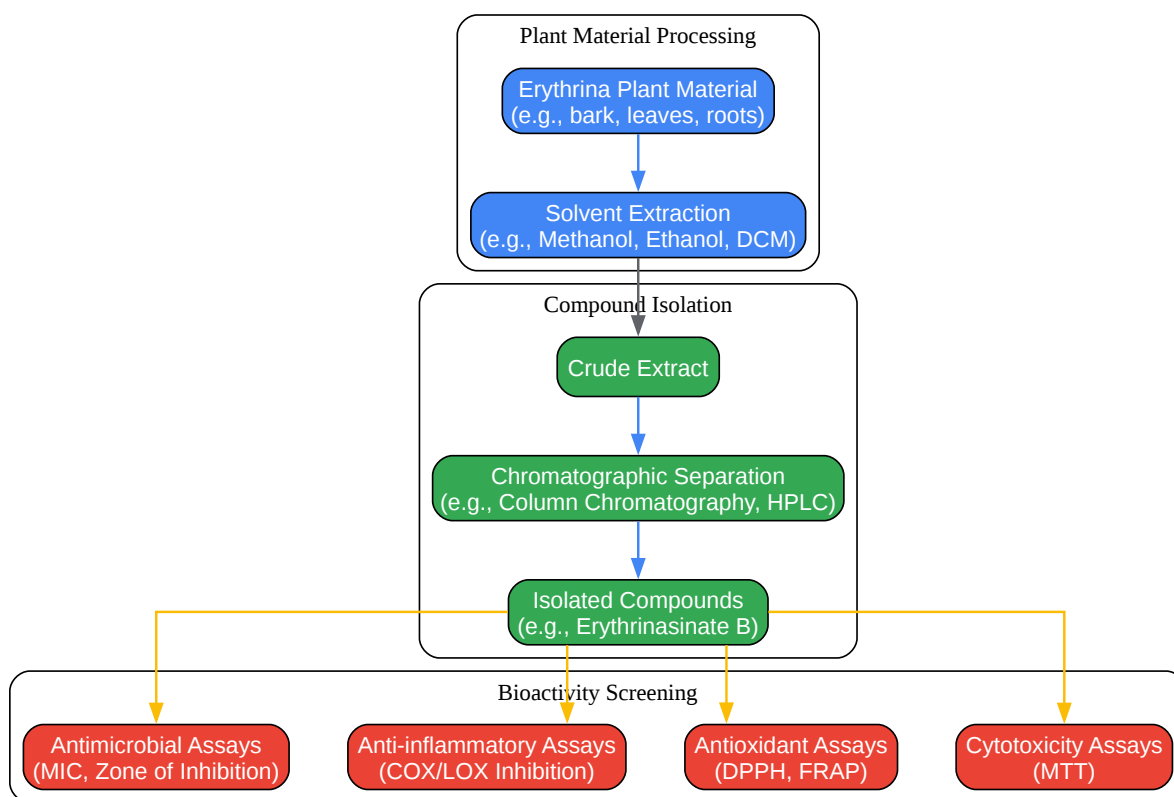 Plant Material Processing
Erythrina Plant Material
(e.g., bark, leaves, roots)
Solvent Extraction
(e.g., Methanol, Ethanol, DCM)
Compound Isolation
Crude Extract
Chromatographic Separation
(e.g., Column Chromatography, HPLC)
Isolated Compounds
(e.g., Erythrinasinate B)
Bioactivity Screening
Antimicrobial Assays
(MIC, Zone of Inhibition)
Anti-inflammatory Assays
(COX/LOX Inhibition)
Antioxidant Assays
(DPPH, FRAP)
Cytotoxicity Assays
(MTT)